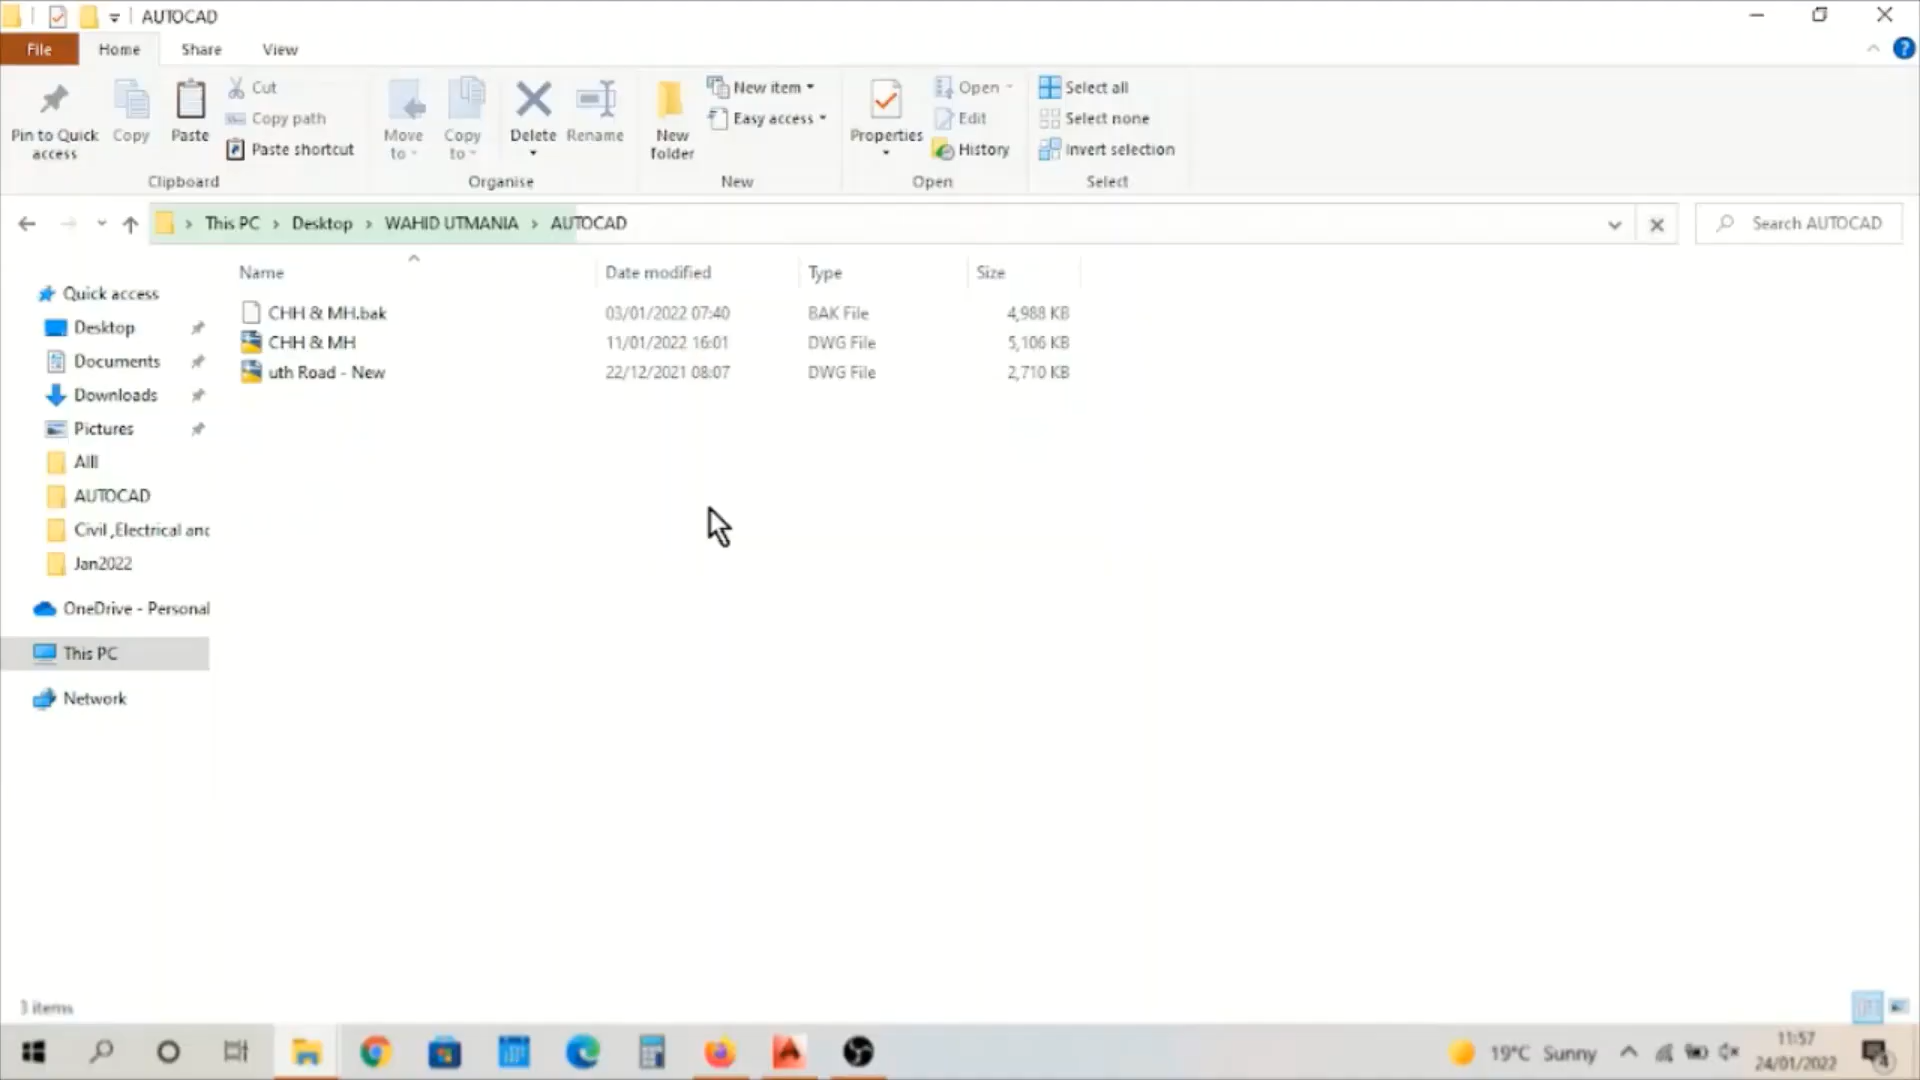 AUTOCAD
File Home Share View
Pin to Quick access
Copy
Paste
Cut
Copy path
Paste shortcut
Clipboard
Move to
Copy to
Delete
Rename
Organise
New folder
New item
Easy access
New
Properties
Open
Edit
History
Open
Select all
Select none
Invert selection
Select
This PC > Desktop > WAHID UTMANIA > AUTOCAD
Search AUTOCAD
Name Date modified Type Size
CHH & MH.bak 03/01/2022 07:40 BAK File 4,988 KB
CHH & MH 11/01/2022 16:01 DWG File 5,106 KB
uth Road - New 22/12/2021 08:07 DWG File 2,710 KB
Quick access
Desktop
Documents
Downloads
Pictures
Alll
AUTOCAD
Civil ,Electrical and
Jan2022
OneDrive - Personal
This PC
Network
3 items
19°C Sunny
11:57
24/01/2022
4